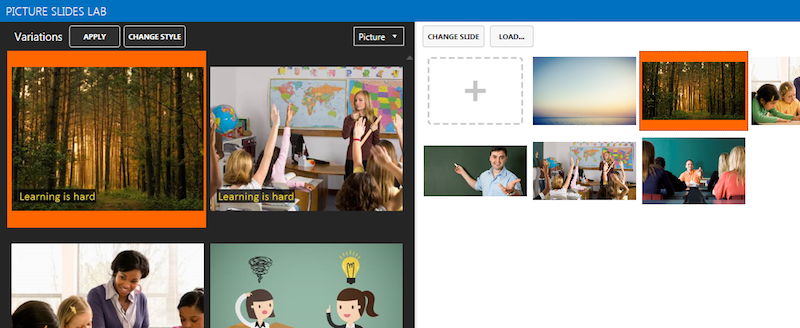 PICTURE SLIDES LAB
Variations
APPLY
CHANGE STYLE
Picture
CHANGE SLIDE
LOAD...
Learning is hard
Learning is hard